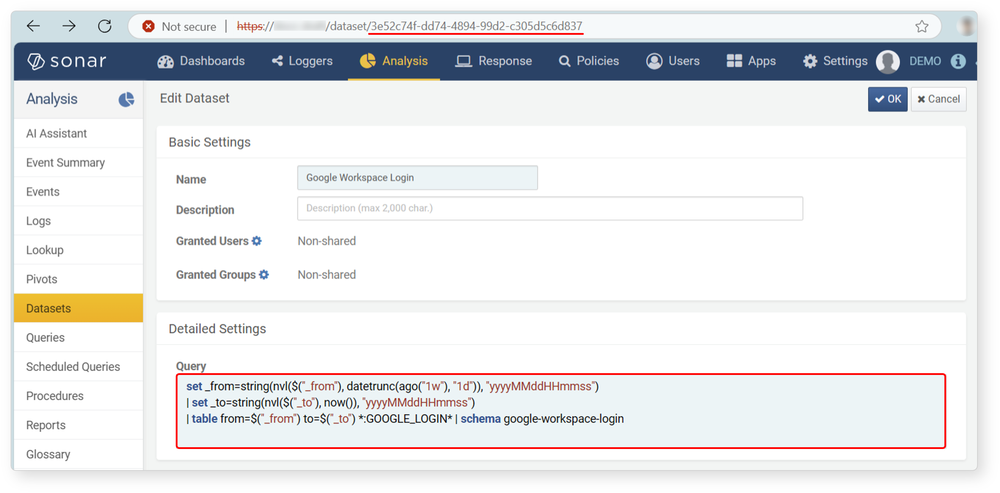 Not secure | https:// /dataset/3e52c74f-dd74-4894-99d2-c305d5c6d837
sonar
Dashboards
Loggers
Analysis
Response
Policies
Users
Apps
Settings
DEMO
Analysis
AI Assistant
Event Summary
Events
Logs
Lookup
Pivots
Datasets
Queries
Scheduled Queries
Procedures
Reports
Glossary
Edit Dataset
OK
Cancel
Basic Settings
Name
Google Workspace Login
Description
Description (max 2,000 char.)
Granted Users
Non-shared
Granted Groups
Non-shared
Detailed Settings
Query
set _from=string(nvl($("_from"), datetrunc(ago("1w"), "1d")), "yyyyMMddHHmmss")
| set _to=string(nvl($("_to"), now()), "yyyyMMddHHmmss")
| table from=$("_from") to=$("_to") *:GOOGLE_LOGIN* | schema google-workspace-login